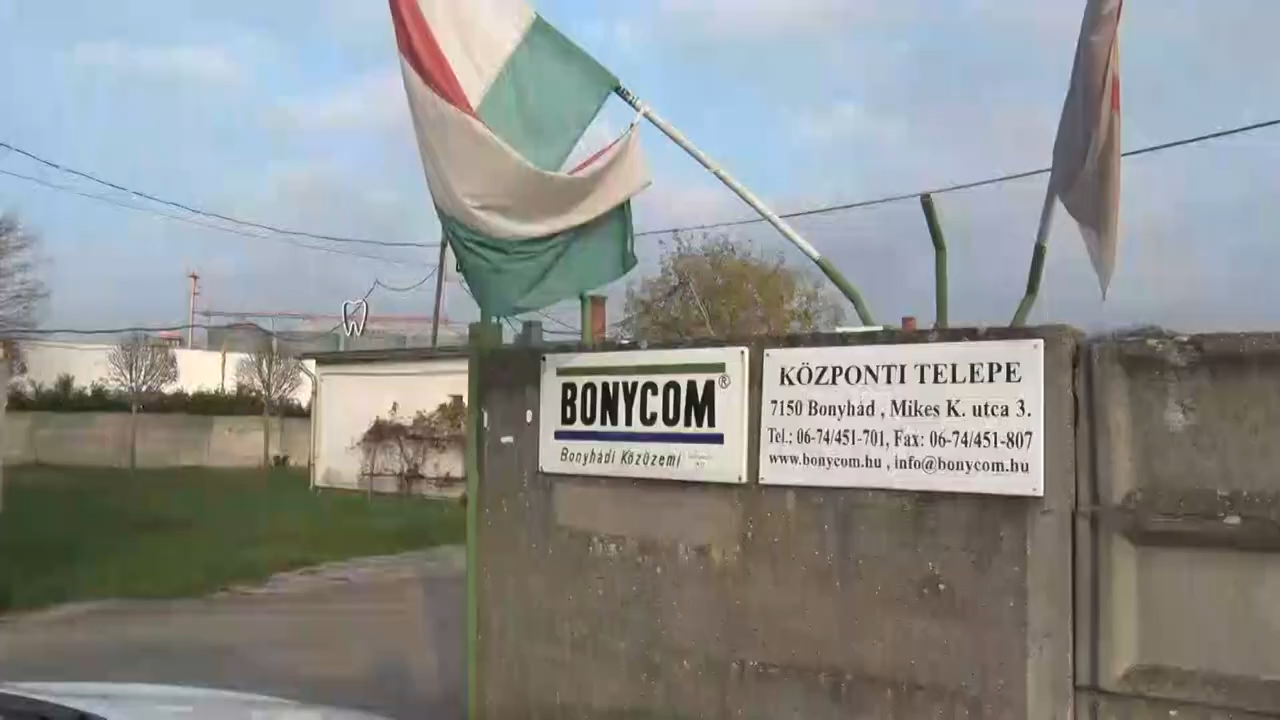 BONYCOM®
Bonyhádi Közüzemi
KÖZPONTI TELEPE
7150 Bonyhád , Mikes K. utca 3.
Tel.: 06-74/451-701, Fax: 06-74/451-807
www.bonycom.hu , info@bonycom.hu